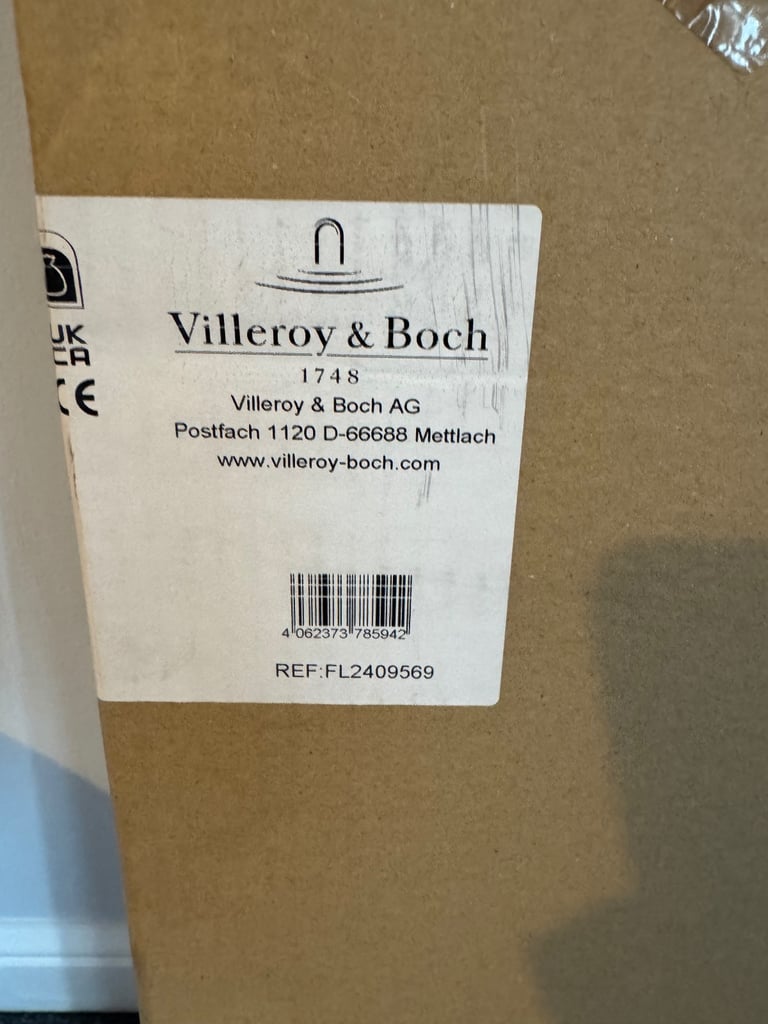 UK
CA
CE
Villeroy & Boch
1748
Villeroy & Boch AG
Postfach 1120 D-66688 Mettlach
www.villeroy-boch.com
4 062373 785942
REF:FL2409569